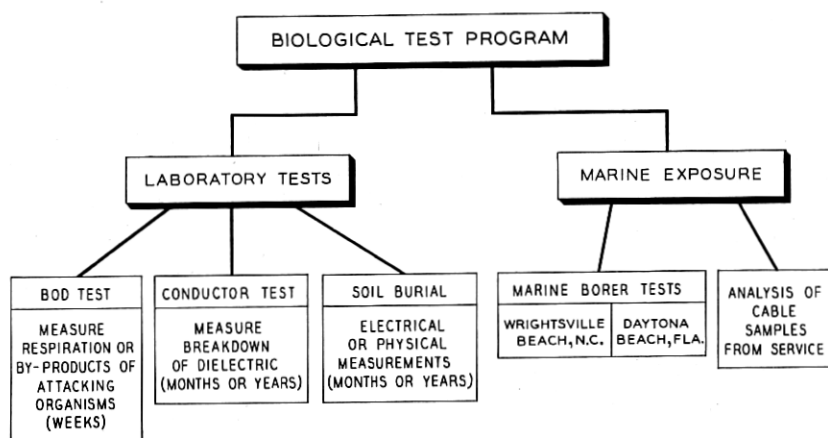 BIOLOGICAL TEST PROGRAM
LABORATORY TESTS
MARINE EXPOSURE
BOD TEST
MEASURE
RESPIRATION OR
BY-PRODUCTS OF
ATTACKING
ORGANISMS
(WEEKS)
CONDUCTOR TEST
MEASURE
BREAKDOWN
OF DIELECTRIC
(MONTHS OR YEARS)
SOIL BURIAL
ELECTRICAL
OR PHYSICAL
MEASUREMENTS
(MONTHS OR YEARS)
MARINE BORER TESTS
WRIGHTSVILLE
BEACH, N.C.
DAYTONA
BEACH, FLA.
ANALYSIS OF
CABLE
SAMPLES
FROM SERVICE